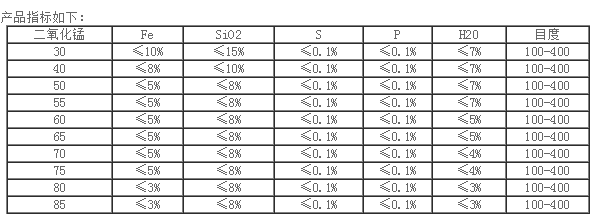 产品指标如下:
二氧化锰 Fe SiO2 S P H2O 目度
30 ≤10% ≤15% ≤0.1% ≤0.1% ≤7% 100-400
40 ≤8% ≤10% ≤0.1% ≤0.1% ≤7% 100-400
50 ≤5% ≤8% ≤0.1% ≤0.1% ≤7% 100-400
55 ≤5% ≤8% ≤0.1% ≤0.1% ≤7% 100-400
60 ≤5% ≤8% ≤0.1% ≤0.1% ≤5% 100-400
65 ≤5% ≤8% ≤0.1% ≤0.1% ≤5% 100-400
70 ≤5% ≤8% ≤0.1% ≤0.1% ≤4% 100-400
75 ≤5% ≤8% ≤0.1% ≤0.1% ≤4% 100-400
80 ≤3% ≤8% ≤0.1% ≤0.1% ≤3% 100-400
85 ≤3% ≤8% ≤0.1% ≤0.1% ≤3% 100-400